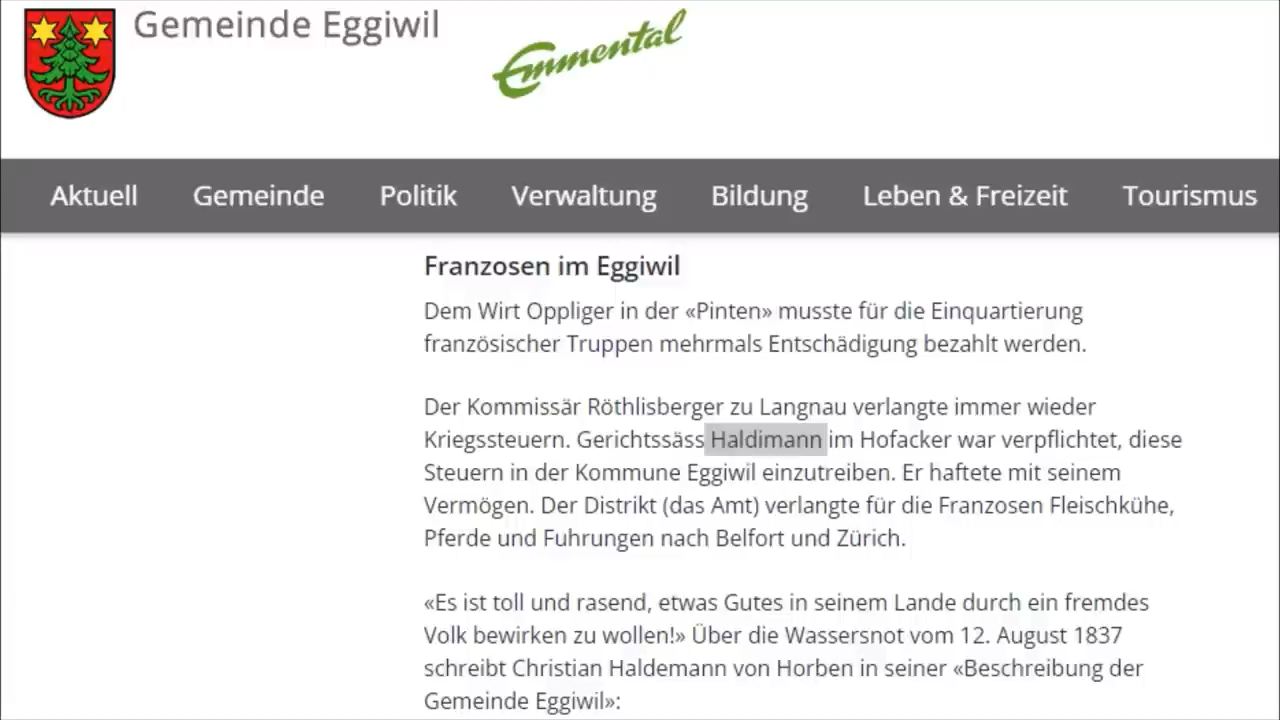 Gemeinde Eggiwil
Emmental
Aktuell Gemeinde Politik Verwaltung Bildung Leben & Freizeit Tourismus
Franzosen im Eggiwil
Dem Wirt Oppliger in der «Pinten» musste für die Einquartierung
französischer Truppen mehrmals Entschädigung bezahlt werden.
Der Kommissär Röthlisberger zu Langnau verlangte immer wieder
Kriegssteuern. Gerichtssäss Haldimann im Hofacker war verpflichtet, diese
Steuern in der Kommune Eggiwil einzutreiben. Er haftete mit seinem
Vermögen. Der Distrikt (das Amt) verlangte für die Franzosen Fleischkühe,
Pferde und Fuhrungen nach Belfort und Zürich.
«Es ist toll und rasend, etwas Gutes in seinem Lande durch ein fremdes
Volk bewirken zu wollen!» Über die Wassersnot vom 12. August 1837
schreibt Christian Haldemann von Horben in seiner «Beschreibung der
Gemeinde Eggiwil»: